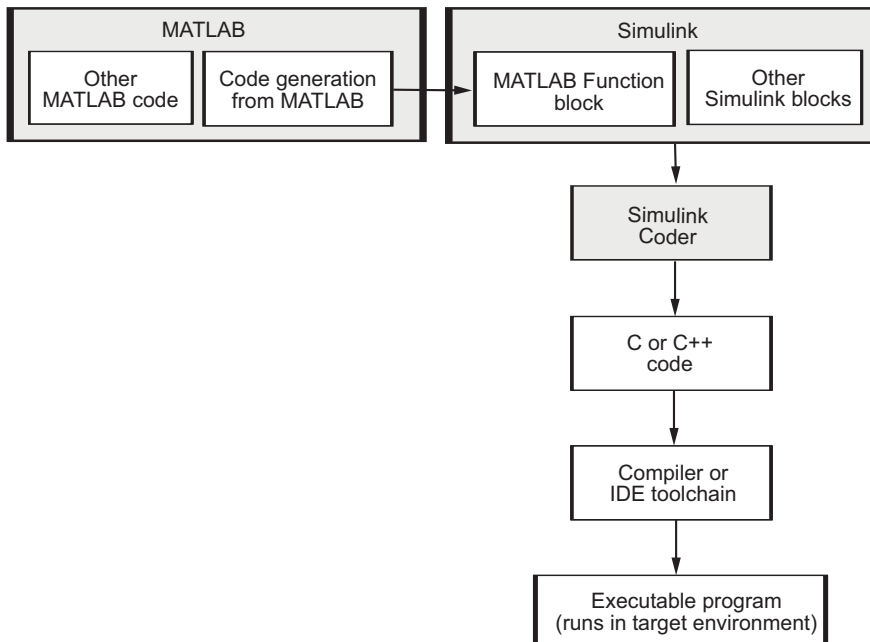 MATLAB
Other
MATLAB code
Code generation
from MATLAB
Simulink
MATLAB Function
block
Other
Simulink blocks
Simulink
Coder
C or C++
code
Compiler or
IDE toolchain
Executable program
(runs in target environment)